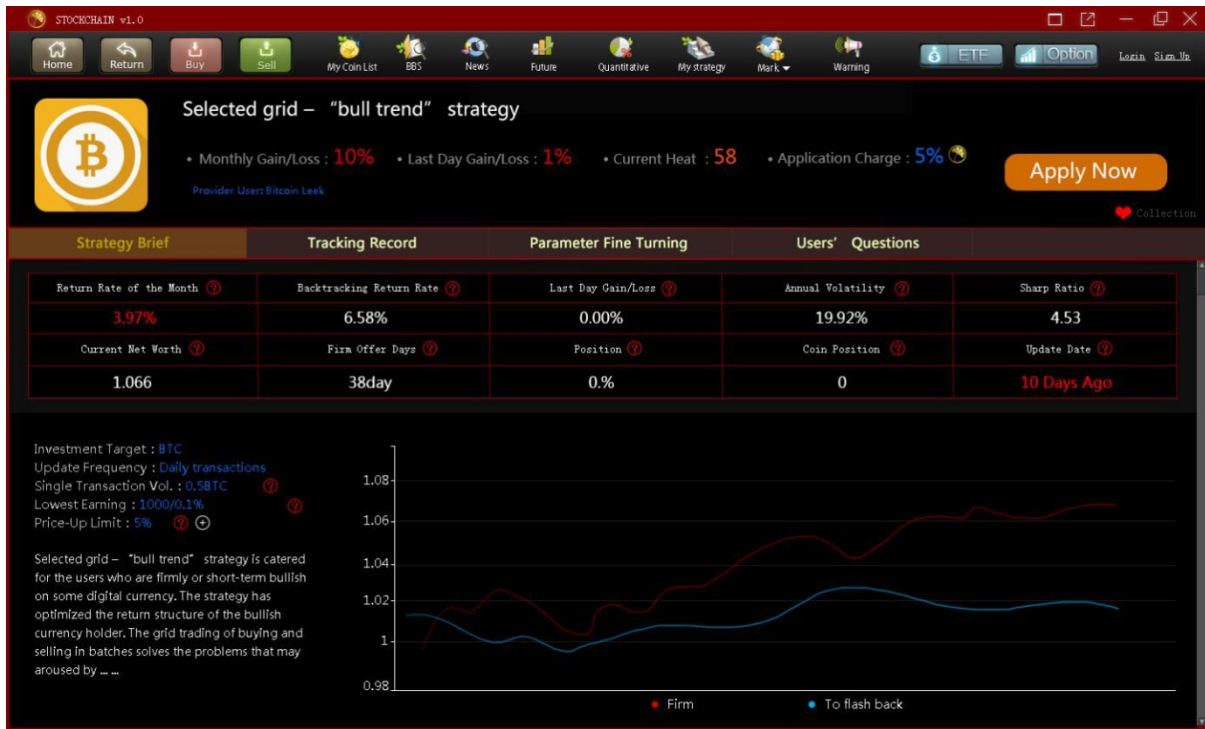 STOCKCHAIN v1.0
Home Return Buy Sell My Coin List BBS News Future Quantitative My strategy Mark Warning ETF Option Login Sign Up
Selected grid – “bull trend” strategy
• Monthly Gain/Loss : 10% • Last Day Gain/Loss : 1% • Current Heat : 58 • Application Charge : 5%
Apply Now
Provider User: Bitcoin Leek
Collection
Strategy Brief Tracking Record Parameter Fine Turning Users’ Questions
Return Rate of the Month ? Backtracking Return Rate ? Last Day Gain/Loss ? Annual Volatility ? Sharp Ratio ?
3.97% 6.58% 0.00% 19.92% 4.53
Current Net Worth ? Firm Offer Days ? Position ? Coin Position ? Update Date ?
1.066 38day 0.% 0 10 Days Ago
Investment Target : BTC
Update Frequency : Daily transactions
Single Transaction Vol. : 0.5BTC ?
Lowest Earning : 1000/0.1% ?
Price-Up Limit : 5% ?
Selected grid – “bull trend” strategy is catered
for the users who are firmly or short-term bullish
on some digital currency. The strategy has
optimized the return structure of the bullish
currency holder. The grid trading of buying and
selling in batches solves the problems that may
aroused by ... ...
1.08
1.06
1.04
1.02
1
0.98
• Firm • To flash back